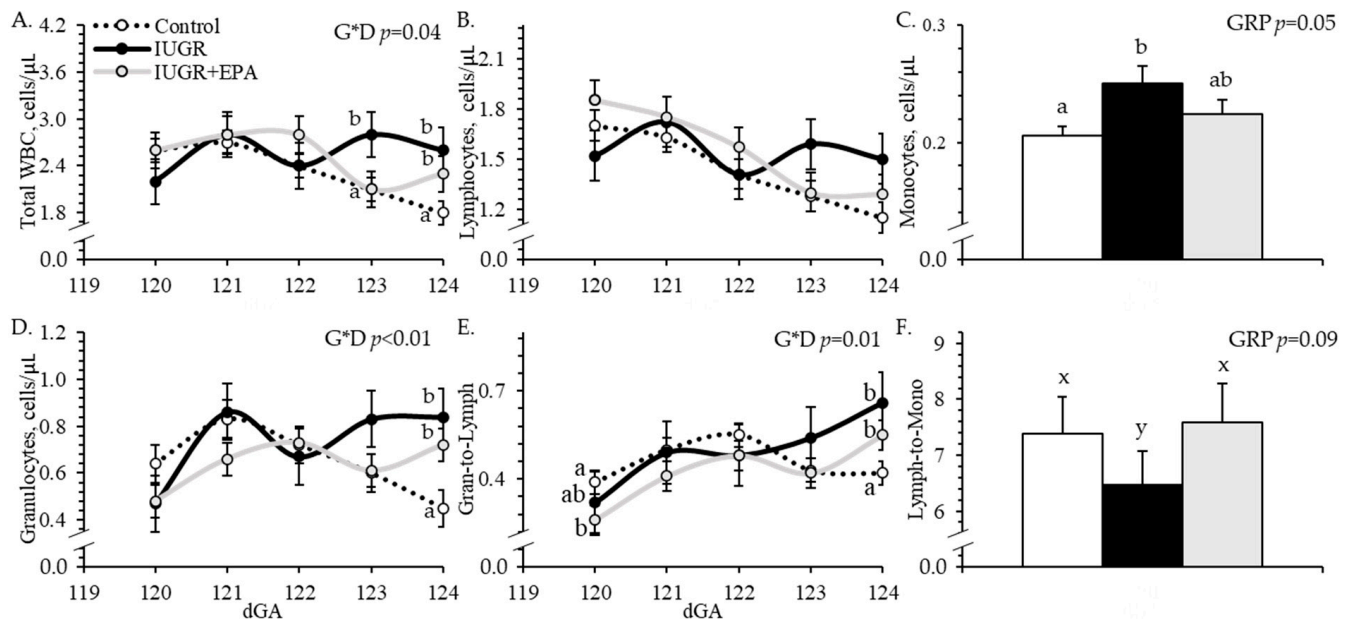 A.
Total WBC, cells/µL
4.2
3.6
3.0
2.4
1.8
0.0
Control
IUGR
IUGR+EPA
G*D p=0.04
b
b
b
a
a
119 120 121 122 123 124
B.
Lymphocytes, cells/µL
2.1
1.8
1.5
1.2
0.0
119 120 121 122 123 124
C.
Monocytes, cells/µL
0.3
0.2
0.0
GRP p=0.05
a
b
ab
D.
Granulocytes, cells/µL
1.2
1.0
0.8
0.6
0.4
0.0
G*D p<0.01
b
b
a
119 120 121 122 123 124
dGA
E.
Gran-to-Lymph
0.7
0.4
0.0
G*D p=0.01
a
ab
b
b
b
a
119 120 121 122 123 124
dGA
F.
Lymph-to-Mono
9
8
7
6
0.0
GRP p=0.09
x
y
x